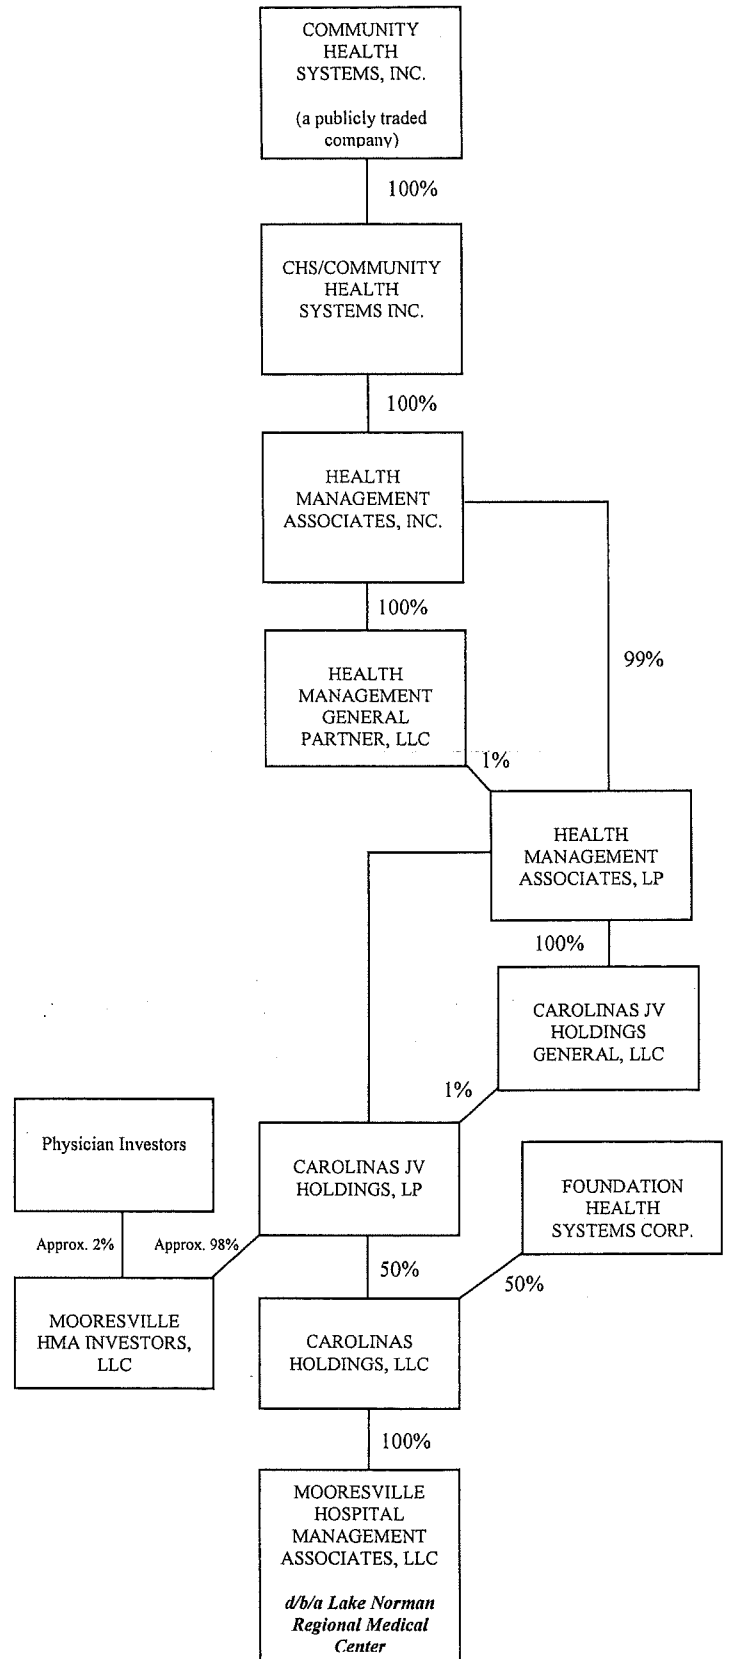 COMMUNITY
HEALTH
SYSTEMS, INC.
(a publicly traded
company)
100%
CHS/COMMUNITY
HEALTH
SYSTEMS INC.
100%
HEALTH
MANAGEMENT
ASSOCIATES, INC.
100%
99%
HEALTH
MANAGEMENT
GENERAL
PARTNER, LLC
1%
HEALTH
MANAGEMENT
ASSOCIATES, LP
100%
CAROLINAS JV
HOLDINGS
GENERAL, LLC
1%
Physician Investors
CAROLINAS JV
HOLDINGS, LP
FOUNDATION
HEALTH
SYSTEMS CORP.
Approx. 2%
Approx. 98%
50%
50%
MOORESVILLE
HMA INVESTORS,
LLC
CAROLINAS
HOLDINGS, LLC
100%
MOORESVILLE
HOSPITAL
MANAGEMENT
ASSOCIATES, LLC
d/b/a Lake Norman
Regional Medical
Center